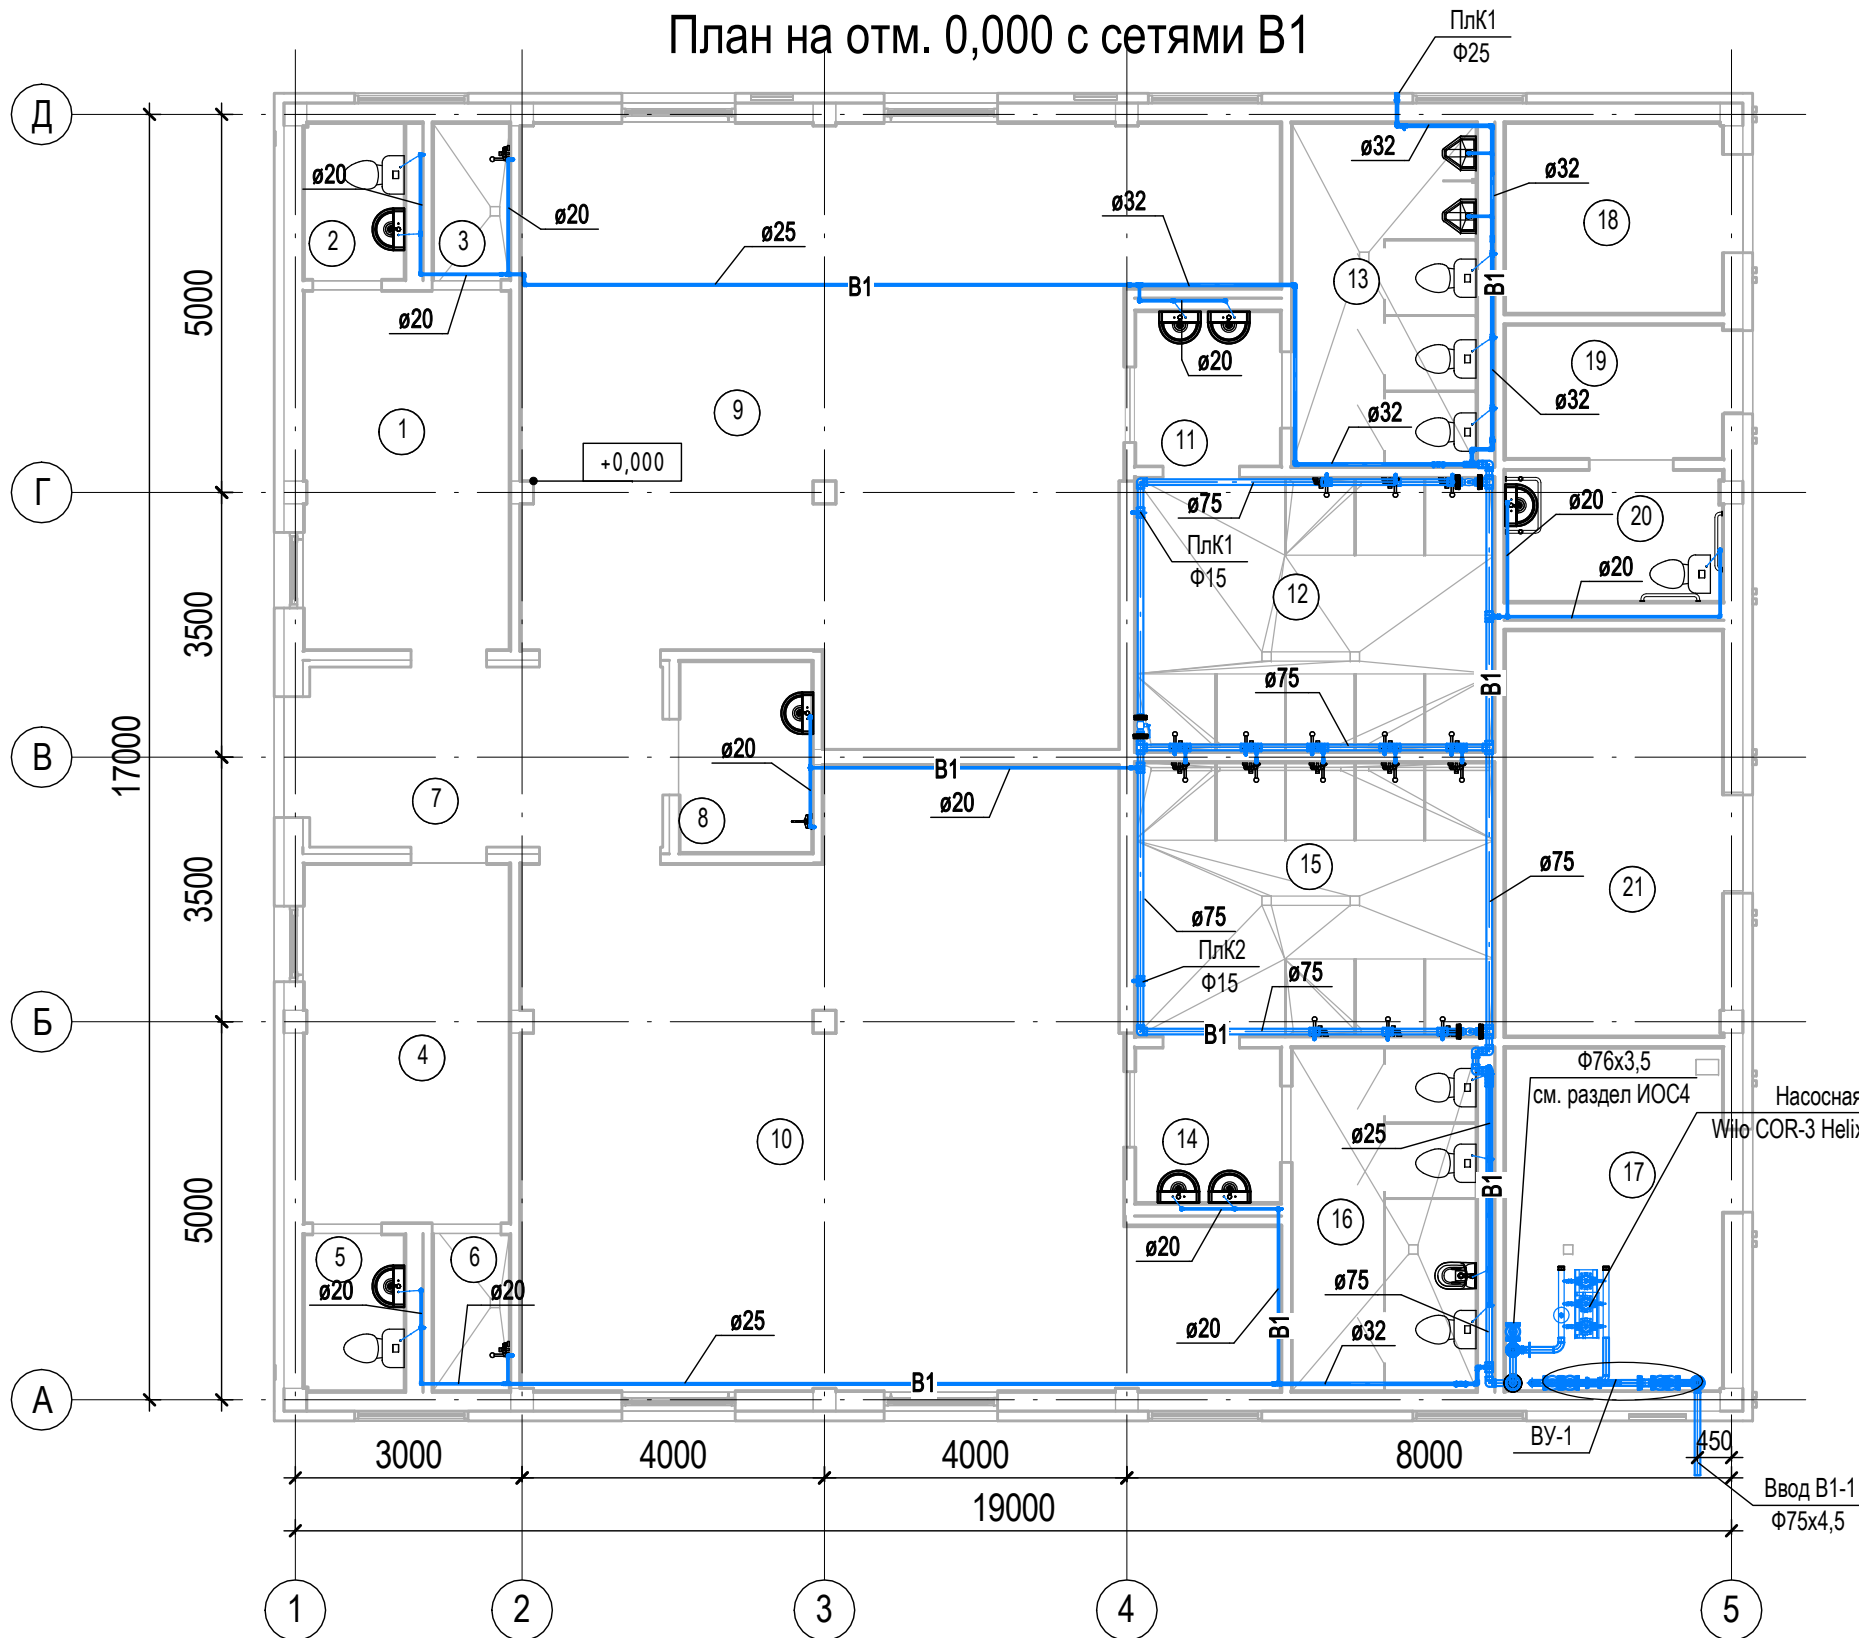 План на отм. 0,000 с сетями В1
ПлК1
Ф25
Д
ø32
ø20
ø32
ø32
ø20
18
2
3
ø25
13
В1
В1
5000
ø20
ø20
19
1
9
ø32
ø32
11
+0,000
Г
ø75
ø20
20
ПлК1
Ф15
ø20
12
3500
ø75
В1
17000
В
ø20
В1
ø20
7
8
15
ø75
21
3500
ø75
ПлК2
Ф15
ø75
Б
В1
4
Ф76х3,5
см. раздел ИОС4
Насосная
Wilo COR-3 Helix
10
14
ø25
17
В1
5000
16
5
6
ø20
ø20
ø20
ø75
ø25
ø20
В1
ø32
А
В1
ВУ-1
450
3000
4000
4000
8000
Ввод В1-1
Ф75х4,5
19000
1
2
3
4
5